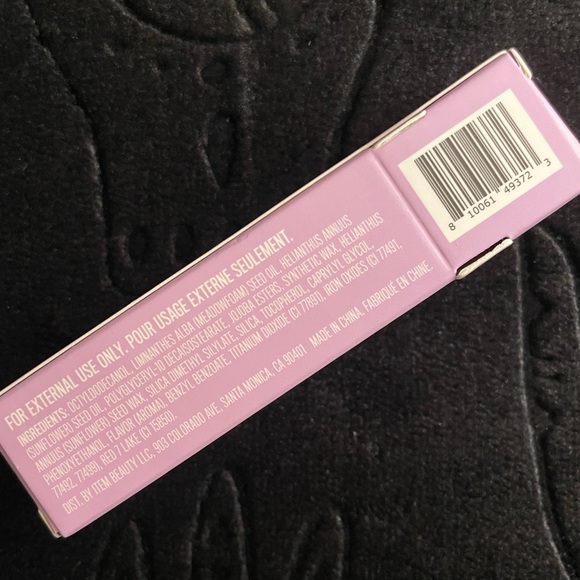 FOR EXTERNAL USE ONLY. POUR USAGE EXTERNE SEULEMENT.
INGREDIENTS: OCTYLDODECANOL, LIMNANTHES ALBA (MEADOWFOAM) SEED OIL, HELIANTHUS ANNUUS
(SUNFLOWER) SEED OIL, POLYGLYCERYL-10 DECAISOSTEARATE, JOJOBA ESTERS, SYNTHETIC WAX, HELIANTHUS
ANNUUS (SUNFLOWER) SEED WAX, SILICA DIMETHYL SILYLATE, SILICA, TOCOPHEROL, CAPRYLYL GLYCOL,
PHENOXYETHANOL, FLAVOR (AROMA), BENZYL BENZOATE, TITANIUM DIOXIDE (CI 77891), IRON OXIDES (CI 77491,
77492, 77499), RED 7 LAKE (CI 15850).
DIST. BY ITEM BEAUTY LLC, 903 COLORADO AVE, SANTA MONICA, CA 90401 MADE IN CHINA. FABRIQUÉ EN CHINE.
8 10061 49372 3